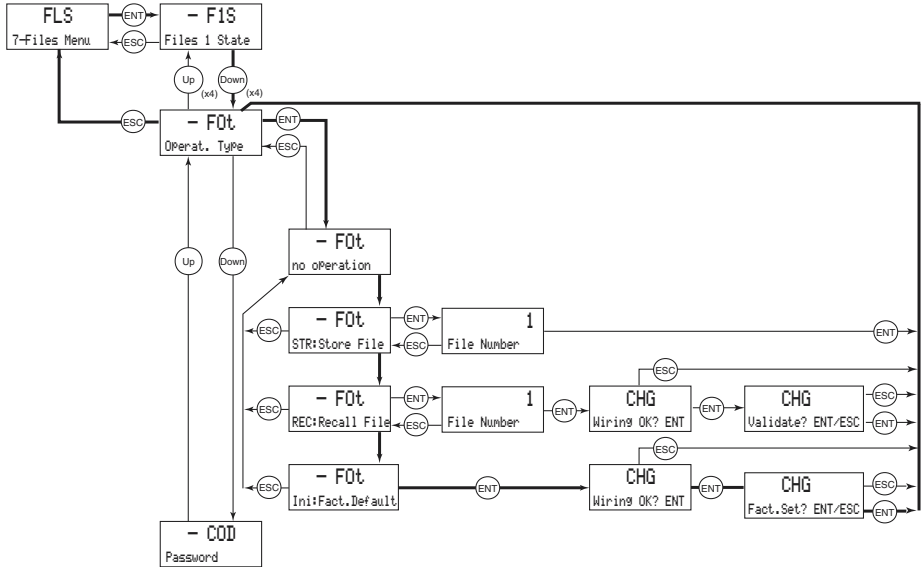 FLS
7-Files Menu
ENT
ESC
- F1S
Files 1 State
Up
(x4)
Down
(x4)
ESC
- FOt
Operat. Type
ENT
ESC
Up
Down
- FOt
no operation
ESC
- FOt
STR:Store File
ENT
ESC
1
File Number
ENT
ESC
- FOt
REC:Recall File
ENT
ESC
1
File Number
ENT
ESC
CHG
Wiring OK? ENT
ENT
CHG
Validate? ENT/ESC
ESC
ENT
ESC
- FOt
Ini:Fact.Default
ENT
ESC
CHG
Wiring OK? ENT
ENT
CHG
Fact.Set? ENT/ESC
ESC
ENT
- COD
Password